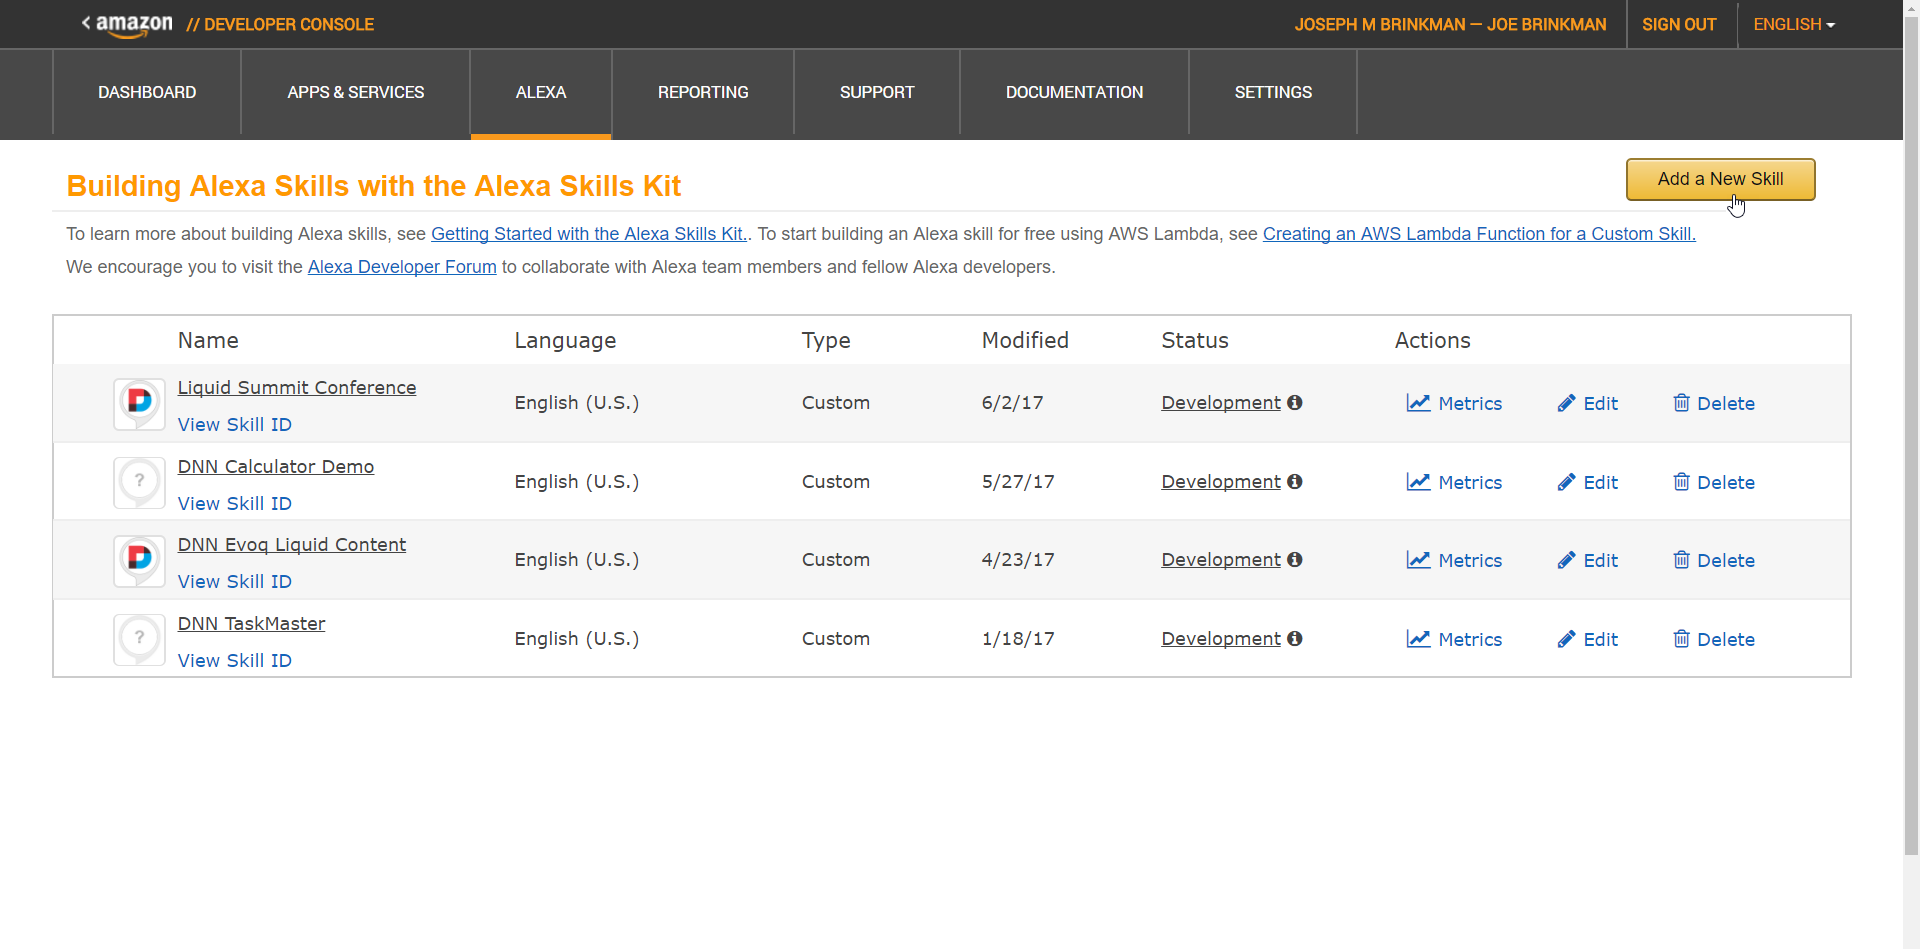 amazon // DEVELOPER CONSOLE JOSEPH M BRINKMAN — JOE BRINKMAN SIGN OUT ENGLISH
DASHBOARD APPS & SERVICES ALEXA REPORTING SUPPORT DOCUMENTATION SETTINGS
Building Alexa Skills with the Alexa Skills Kit Add a New Skill
To learn more about building Alexa skills, see Getting Started with the Alexa Skills Kit.. To start building an Alexa skill for free using AWS Lambda, see Creating an AWS Lambda Function for a Custom Skill.
We encourage you to visit the Alexa Developer Forum to collaborate with Alexa team members and fellow Alexa developers.
Name Language Type Modified Status Actions
Liquid Summit Conference
English (U.S.) Custom 6/2/17 Development Metrics Edit Delete
View Skill ID
DNN Calculator Demo
? English (U.S.) Custom 5/27/17 Development Metrics Edit Delete
View Skill ID
DNN Evoq Liquid Content
English (U.S.) Custom 4/23/17 Development Metrics Edit Delete
View Skill ID
DNN TaskMaster
? English (U.S.) Custom 1/18/17 Development Metrics Edit Delete
View Skill ID